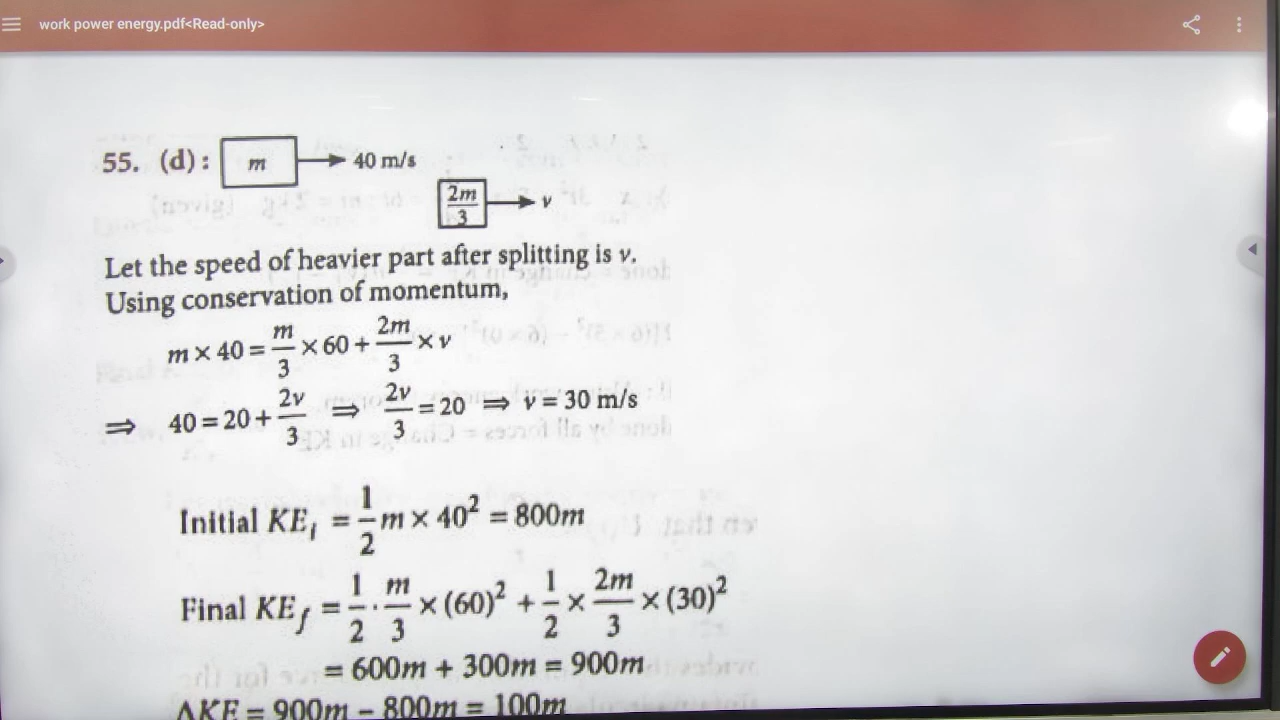 work power energy.pdf<Read-only>
55. (d) : m → 40 m/s
2m/3 → v
Let the speed of heavier part after splitting is v.
Using conservation of momentum,
m × 40 = m/3 × 60 + 2m/3 × v
⇒ 40 = 20 + 2v/3 ⇒ 2v/3 = 20 ⇒ v = 30 m/s
Initial KEᵢ = 1/2 m × 40² = 800m
Final KE_f = 1/2 · m/3 × (60)² + 1/2 × 2m/3 × (30)²
= 600m + 300m = 900m
ΔKE = 900m − 800m = 100m